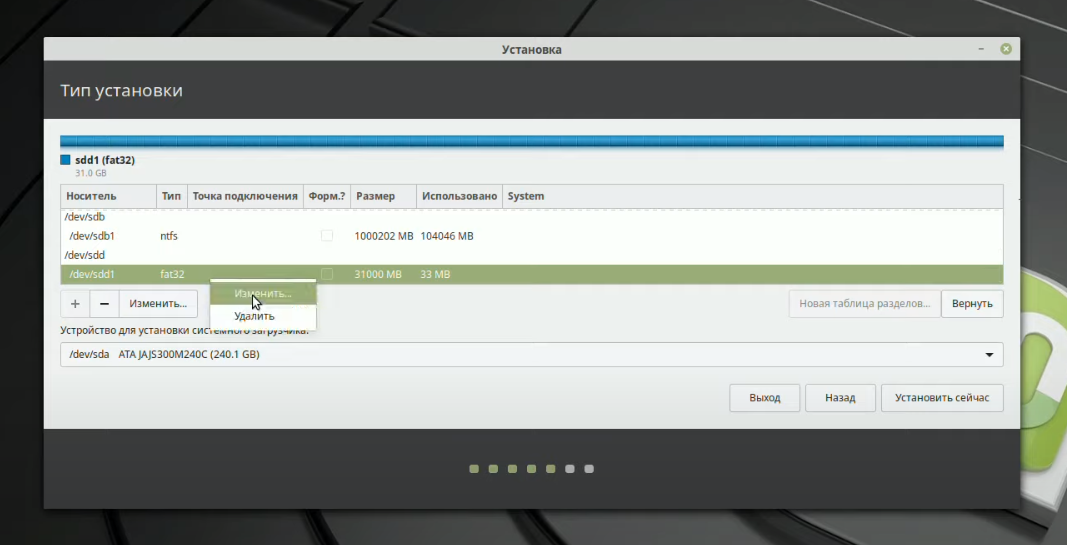 Установка
Тип установки
sdd1 (fat32)
31.0 GB
Носитель Тип Точка подключения Форм.? Размер Использовано System
/dev/sdb
/dev/sdb1 ntfs 1000202 MB 104046 MB
/dev/sdd
/dev/sdd1 fat32 31000 MB 33 MB
Изменить...
Удалить
+ − Изменить... Новая таблица разделов... Вернуть
Устройство для установки системного загрузчика:
/dev/sda ATA JAJS300M240C (240.1 GB)
Выход Назад Установить сейчас